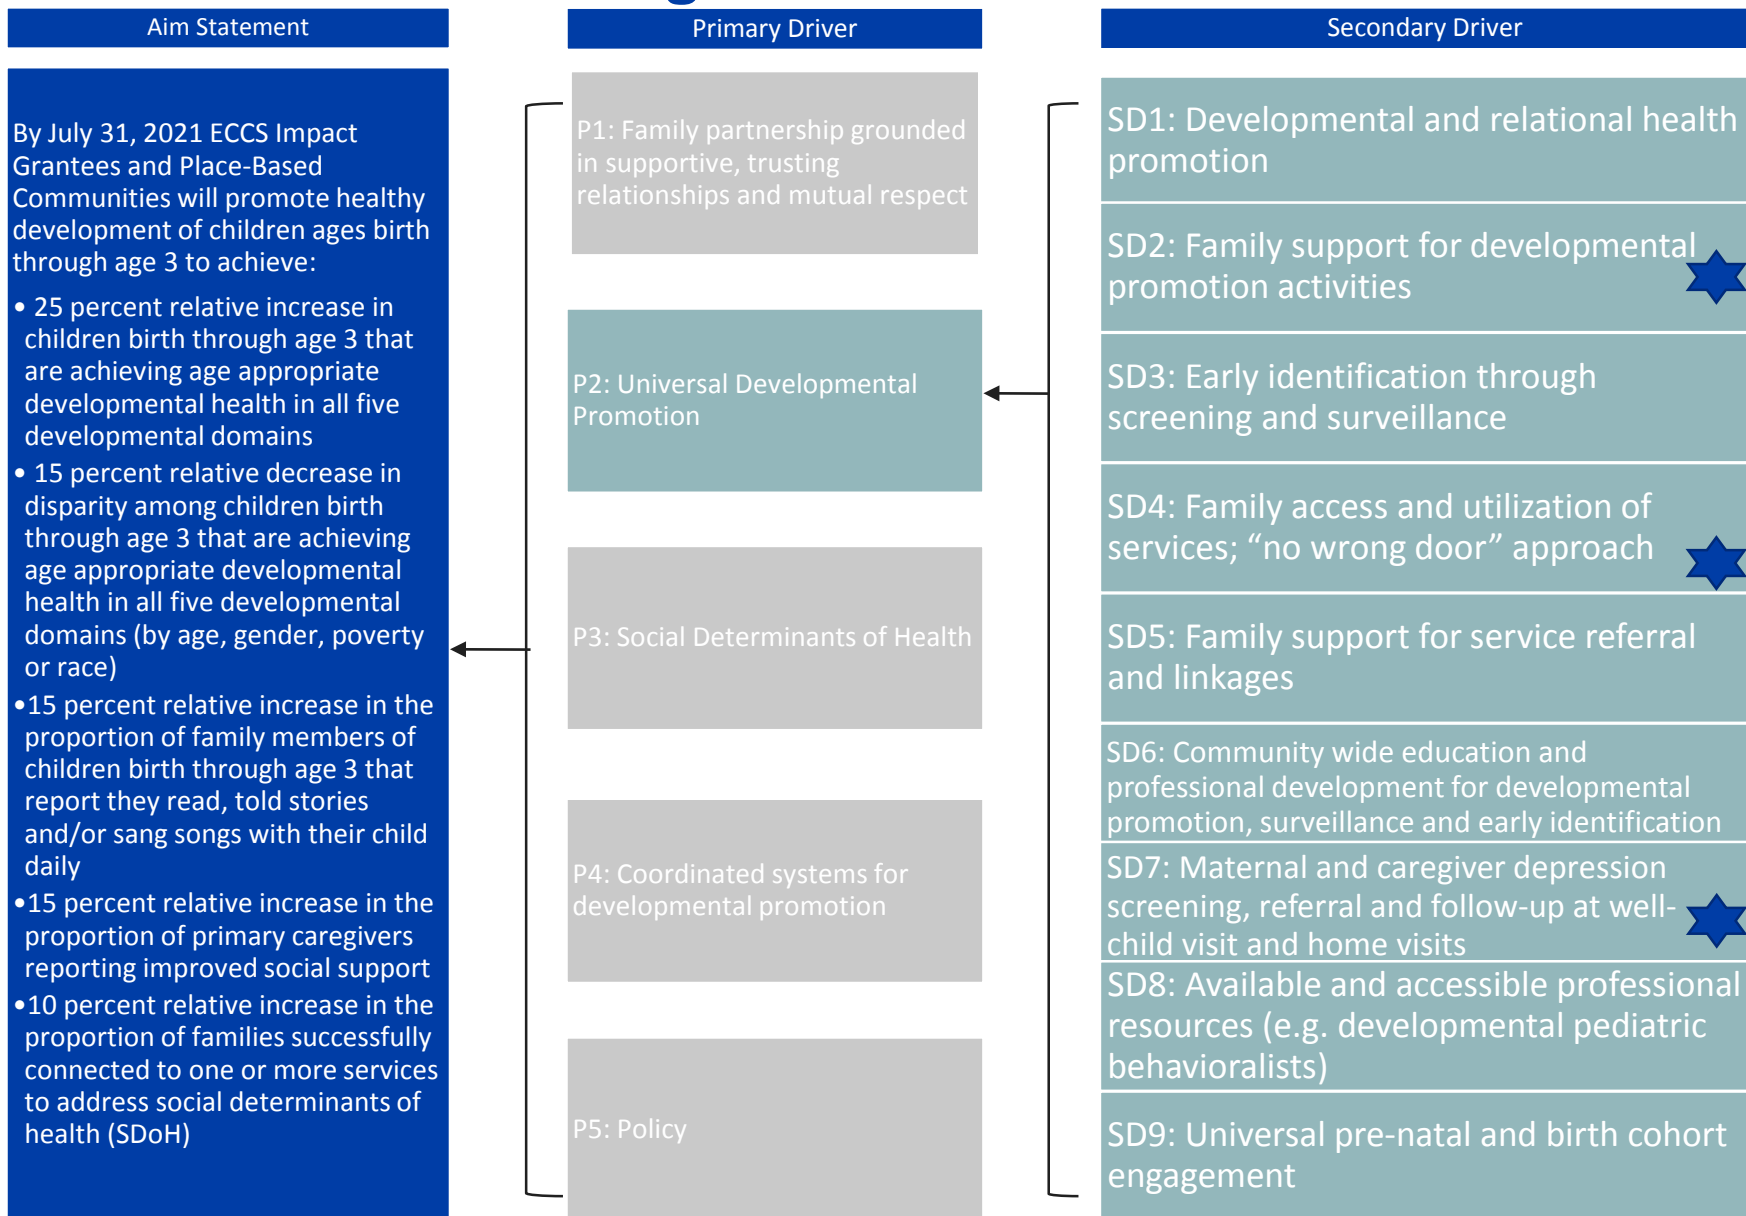 Aim Statement
By July 31, 2021 ECCS Impact
Grantees and Place-Based
Communities will promote healthy
development of children ages birth
through age 3 to achieve:
• 25 percent relative increase in
children birth through age 3 that
are achieving age appropriate
developmental health in all five
developmental domains
• 15 percent relative decrease in
disparity among children birth
through age 3 that are achieving
age appropriate developmental
health in all five developmental
domains (by age, gender, poverty
or race)
•15 percent relative increase in the
proportion of family members of
children birth through age 3 that
report they read, told stories
and/or sang songs with their child
daily
•15 percent relative increase in the
proportion of primary caregivers
reporting improved social support
•10 percent relative increase in the
proportion of families successfully
connected to one or more services
to address social determinants of
health (SDoH)
Primary Driver
P1: Family partnership grounded
in supportive, trusting
relationships and mutual respect
P2: Universal Developmental
Promotion
P3: Social Determinants of Health
P4: Coordinated systems for
developmental promotion
P5: Policy
Secondary Driver
SD1: Developmental and relational health
promotion
SD2: Family support for developmental
promotion activities
SD3: Early identification through
screening and surveillance
SD4: Family access and utilization of
services; “no wrong door” approach
SD5: Family support for service referral
and linkages
SD6: Community wide education and
professional development for developmental
promotion, surveillance and early identification
SD7: Maternal and caregiver depression
screening, referral and follow-up at well-
child visit and home visits
SD8: Available and accessible professional
resources (e.g. developmental pediatric
behavioralists)
SD9: Universal pre-natal and birth cohort
engagement